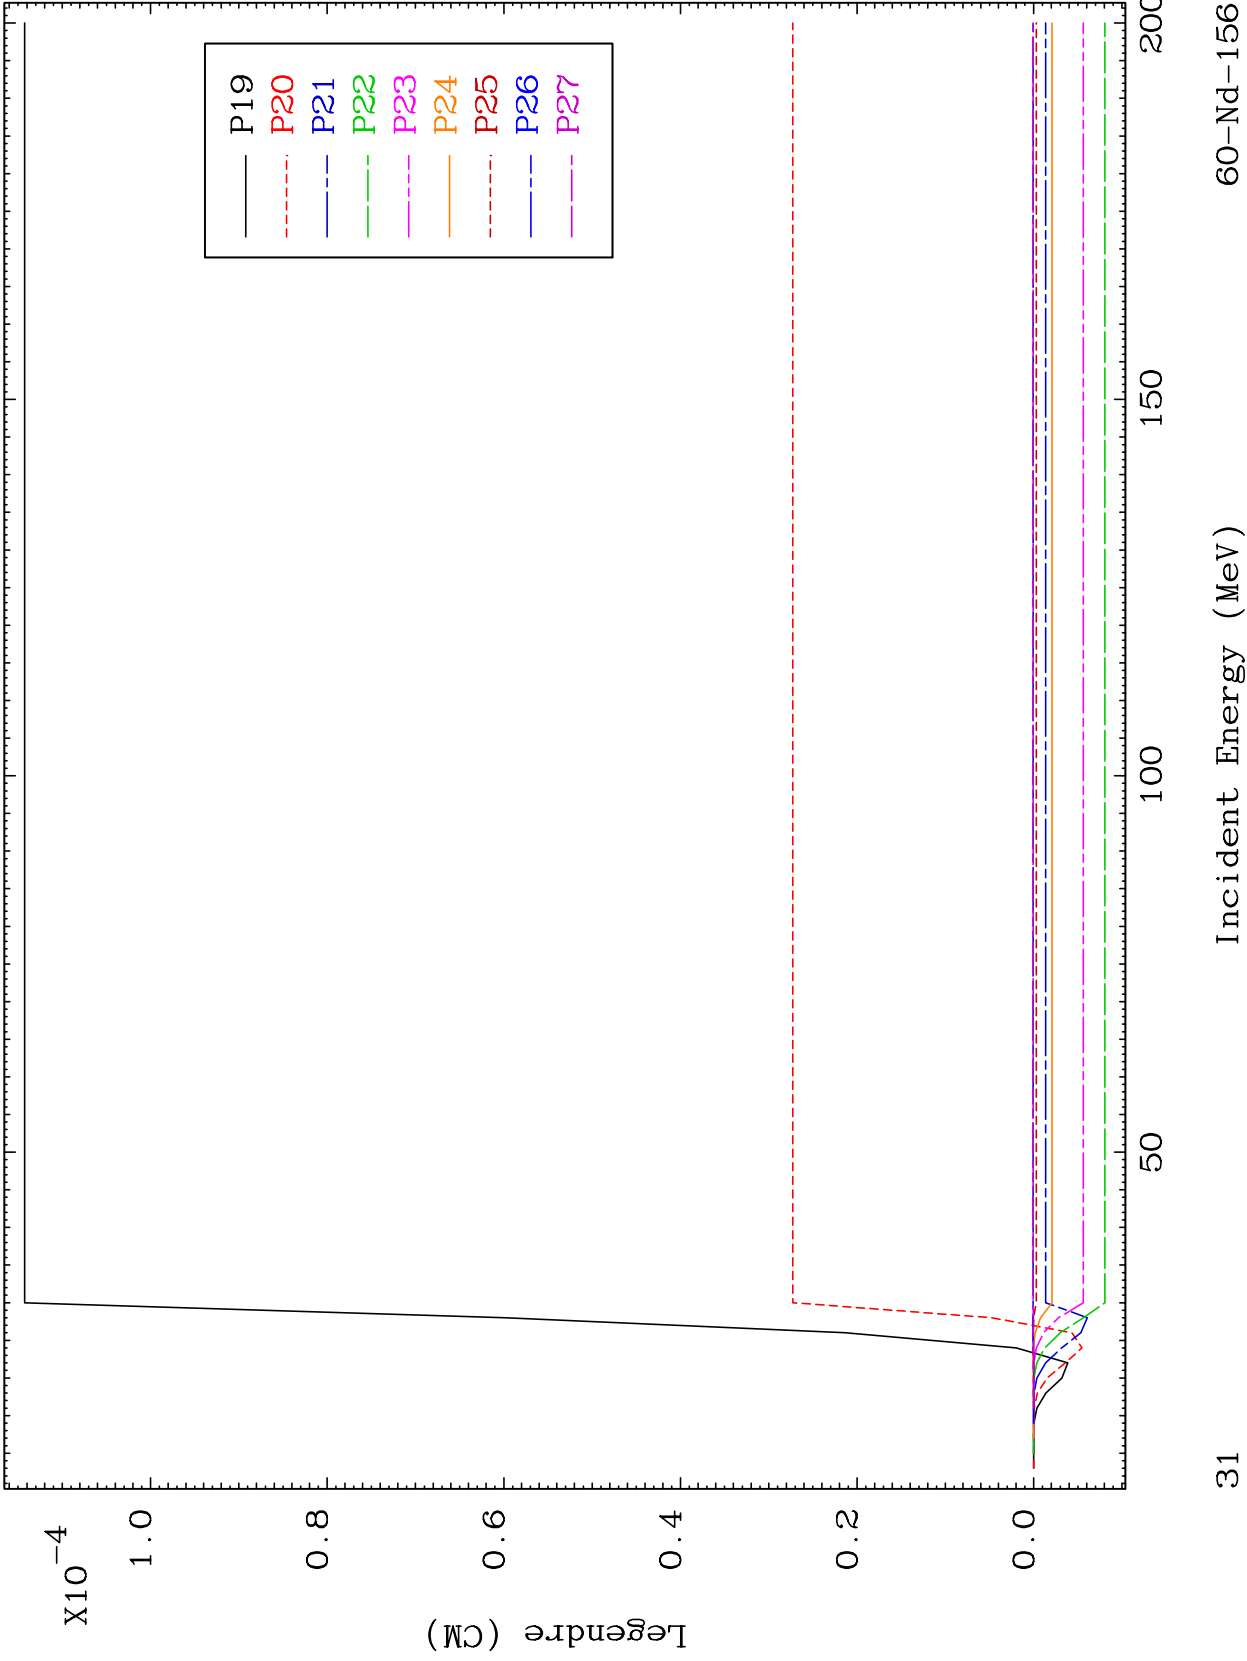 X10-4
1.0
0.8
0.6
0.4
0.2
0.0
Legendre (CM)
P19
P20
P21
P22
P23
P24
P25
P26
P27
50
100
150
200
31
Incident Energy (MeV)
60-Nd-156